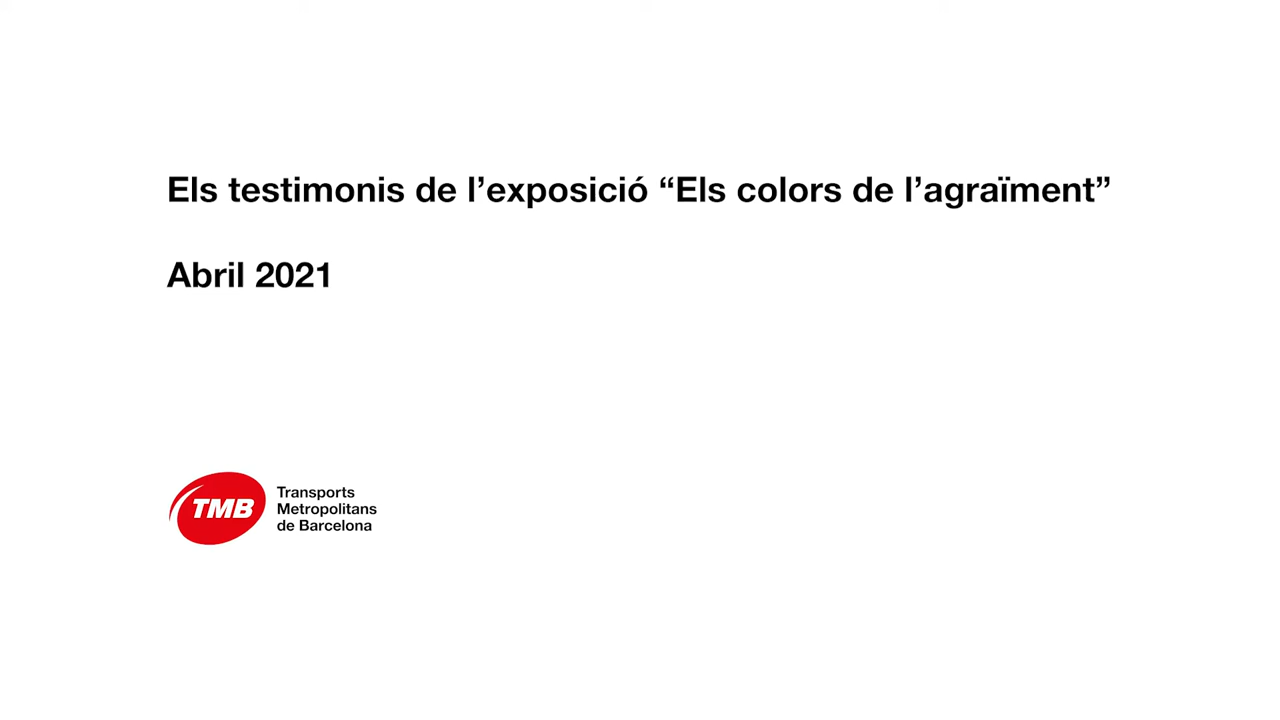 Els testimonis de l’exposició “Els colors de l’agraïment”
Abril 2021
TMB
Transports
Metropolitans
de Barcelona